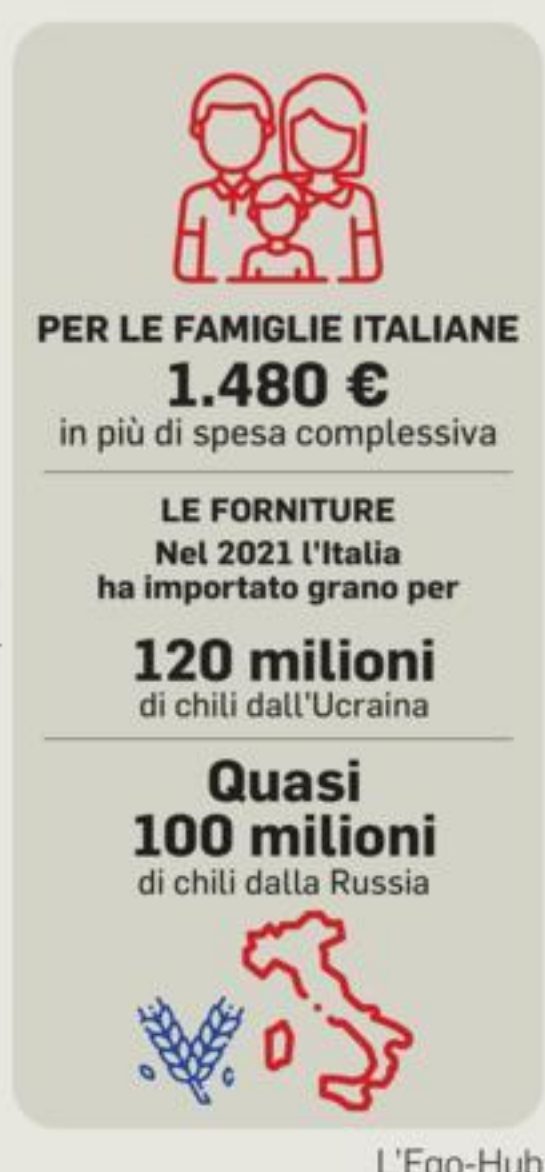 PER LE FAMIGLIE ITALIANE
1.480 €
in più di spesa complessiva
LE FORNITURE
Nel 2021 l'Italia
ha importato grano per
120 milioni
di chili dall'Ucraina
Quasi
100 milioni
di chili dalla Russia
L'Ego-Hub